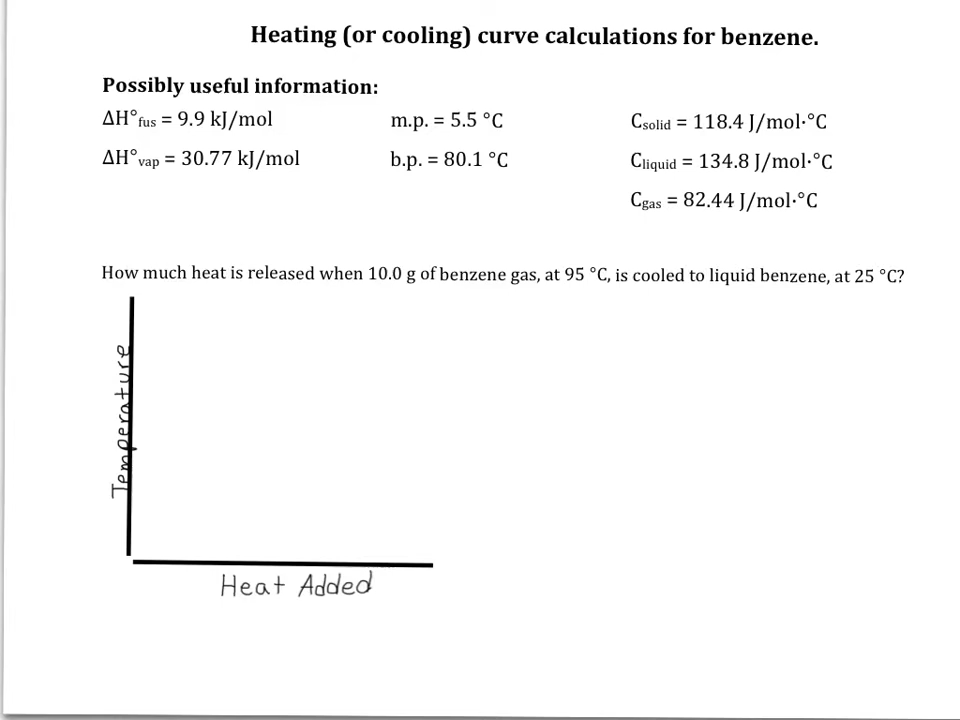 Heating (or cooling) curve calculations for benzene.
Possibly useful information:
ΔH°fus = 9.9 kJ/mol m.p. = 5.5 °C Csolid = 118.4 J/mol·°C
ΔH°vap = 30.77 kJ/mol b.p. = 80.1 °C Cliquid = 134.8 J/mol·°C
Cgas = 82.44 J/mol·°C
How much heat is released when 10.0 g of benzene gas, at 95 °C, is cooled to liquid benzene, at 25 °C?
Temperature
Heat Added